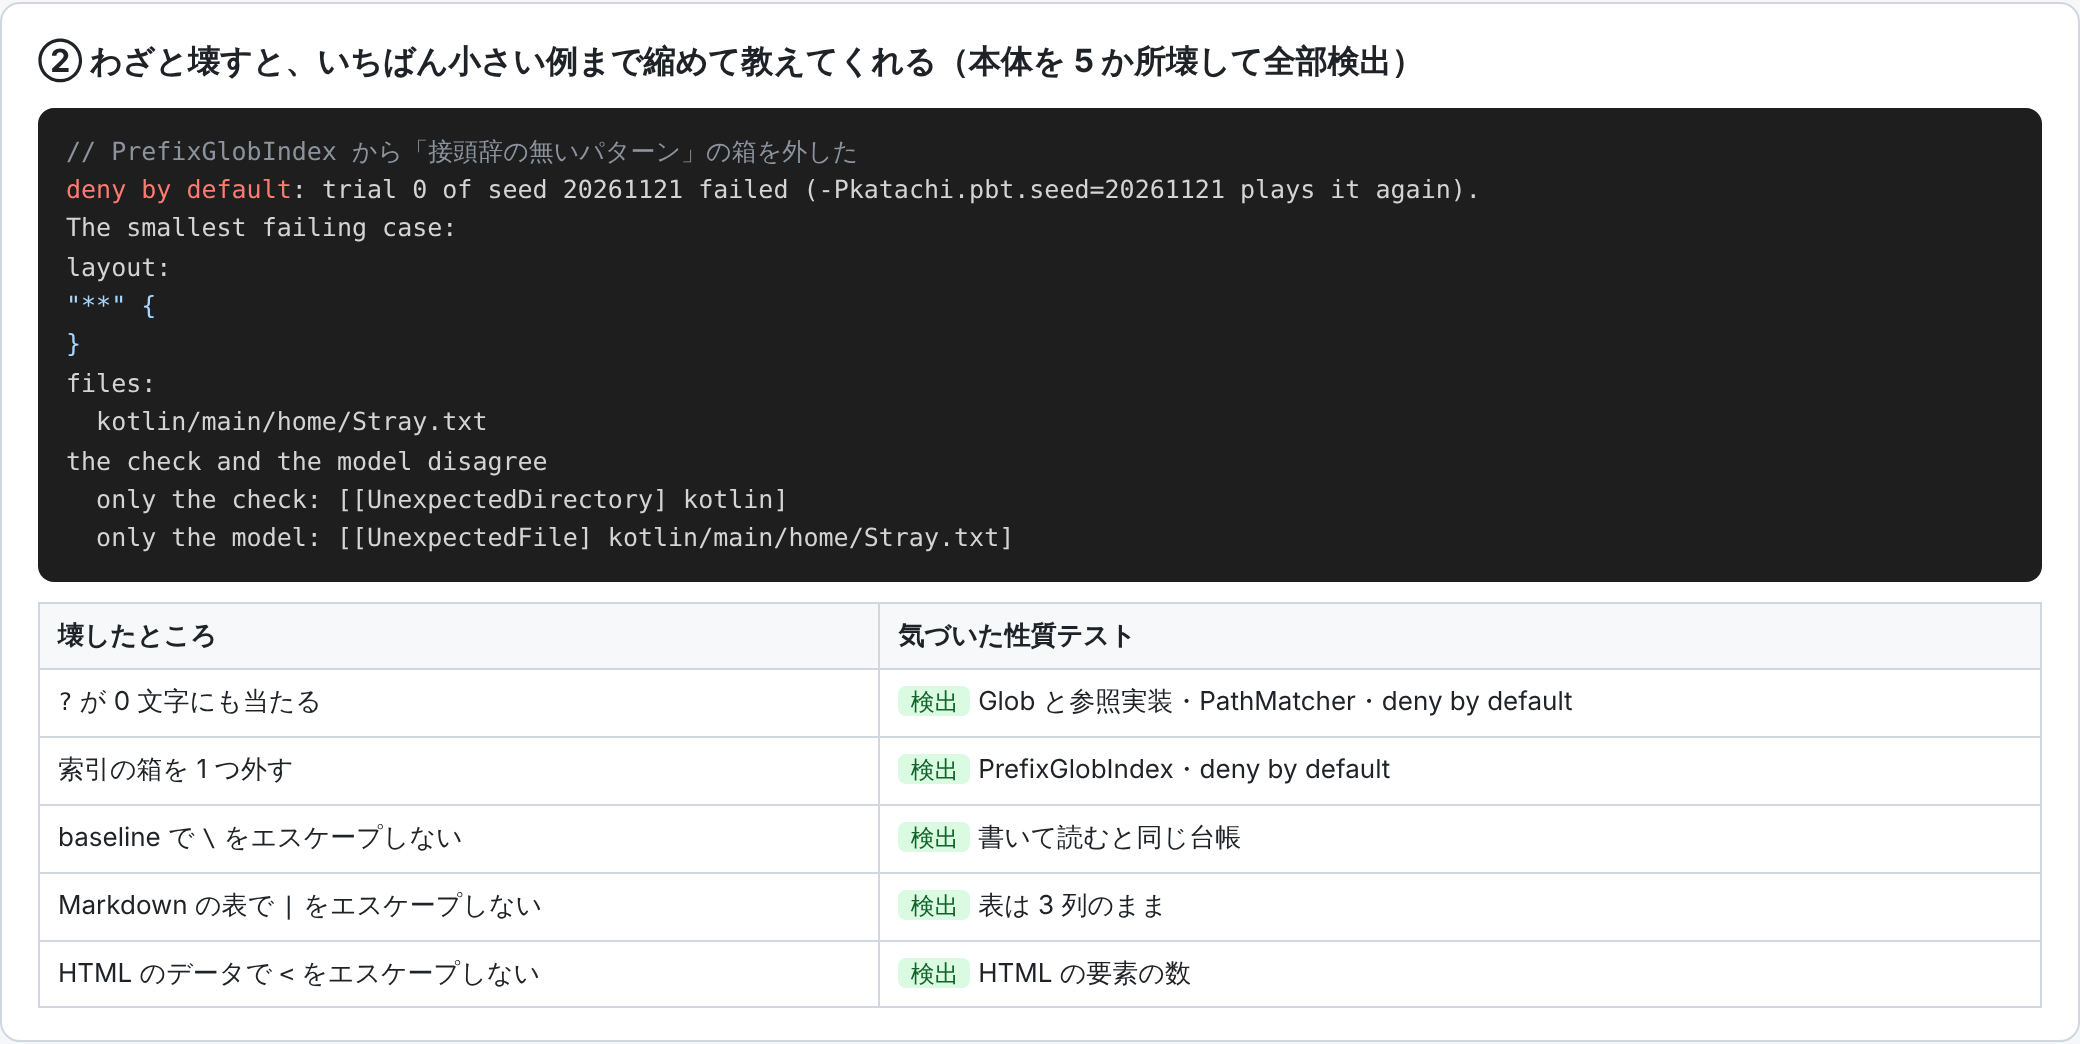 ② わざと壊すと、いちばん小さい例まで縮めて教えてくれる（本体を 5 か所壊して全部検出）
// PrefixGlobIndex から「接頭辞の無いパターン」の箱を外した
deny by default: trial 0 of seed 20261121 failed (-Pkatachi.pbt.seed=20261121 plays it again).
The smallest failing case:
layout:
"**" {
}
files:
  kotlin/main/home/Stray.txt
the check and the model disagree
  only the check: [[UnexpectedDirectory] kotlin]
  only the model: [[UnexpectedFile] kotlin/main/home/Stray.txt]
壊したところ 気づいた性質テスト
? が 0 文字にも当たる 検出 Glob と参照実装・PathMatcher・deny by default
索引の箱を 1 つ外す 検出 PrefixGlobIndex・deny by default
baseline で \ をエスケープしない 検出 書いて読むと同じ台帳
Markdown の表で | をエスケープしない 検出 表は 3 列のまま
HTML のデータで < をエスケープしない 検出 HTML の要素の数